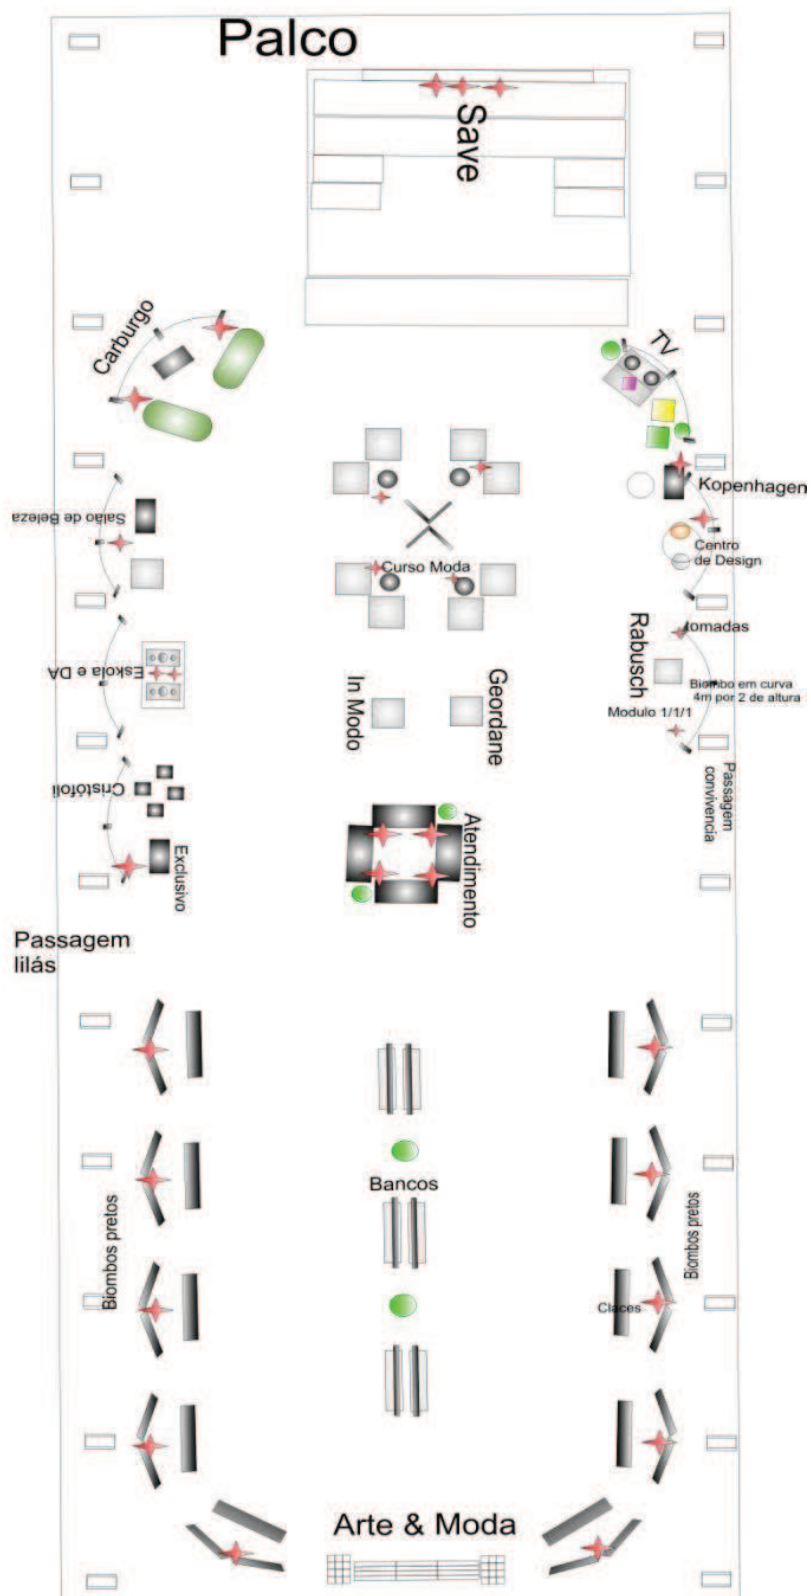 Palco
Save
Carburgo
TV
Kopenhagen
Salão de Beleza
Centro
de Design
Curso Moda
tomadas
Rabusch
Eskola e DA
Biombo em curva
4m por 2 de altura
Modulo 1/1/1
In Modo
Geordane
Passagem
convivencia
Cristófoli
Exclusivo
Atendimento
Passagem
lilás
Bancos
Biombos pretos
Biombos pretos
Claces
Arte & Moda